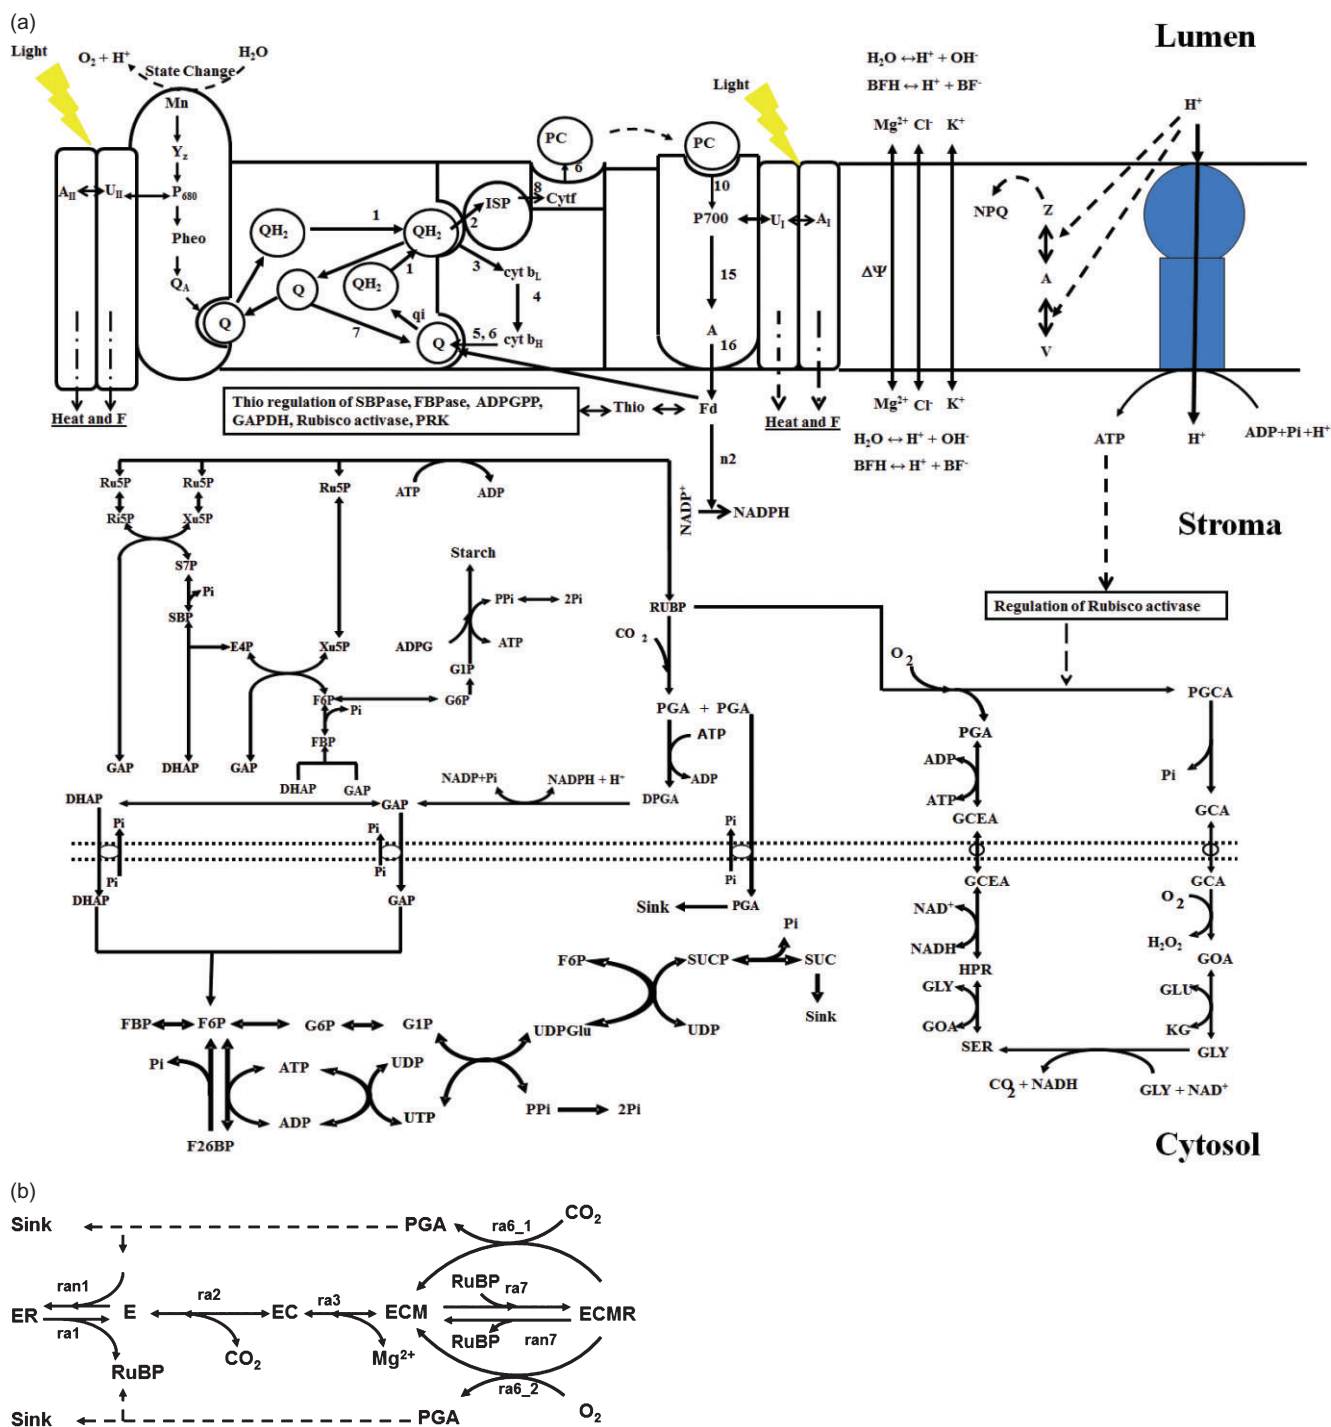 (a)
Lumen
Light
O₂ + H⁺
H₂O
State Change
Mn
Y_z
P₆₈₀
Pheo
Q_A
A_II
U_II
Heat and F
QH₂
1
QH₂
2
ISP
8
Cytf
6
PC
PC
Light
10
P700
U_I
A_I
15
A
16
Fd
Heat and F
Q
Q
7
QH₂
1
qi
Q
3
cyt b_L
4
5, 6
cyt b_H
H₂O ↔H⁺ + OH⁻
BFH ↔ H⁺ + BF⁻
Mg²⁺ Cl⁻ K⁺
ΔΨ
Mg²⁺ Cl⁻ K⁺
H₂O ↔ H⁺ + OH⁻
BFH ↔ H⁺ + BF⁻
H⁺
NPQ
Z
A
V
ATP
H⁺
ADP+Pi+H⁺
Thio regulation of SBPase, FBPase, ADPGPP,
GAPDH, Rubisco activase, PRK
Thio
n2
NADP⁺
NADPH
Stroma
Ru5P
Ru5P
Ru5P
ATP
ADP
Ri5P
Xu5P
S7P
Pi
SBP
E4P
Xu5P
F6P
Pi
FBP
GAP
DHAP
GAP
DHAP
GAP
Starch
PPi
2Pi
ADPG
ATP
G1P
G6P
RUBP
CO₂
PGA + PGA
ATP
ADP
DPGA
NADP+Pi
NADPH + H⁺
DHAP
GAP
Regulation of Rubisco activase
O₂
PGCA
PGA
ADP
ATP
GCEA
Pi
GCA
Pi
Pi
Pi
Pi
Pi
Pi
DHAP
GAP
Sink
PGA
GCEA
GCA
NAD⁺
NADH
HPR
GLY
GOA
SER
O₂
H₂O₂
GOA
GLU
KG
GLY
CO₂ + NADH
GLY + NAD⁺
F6P
SUCP
Pi
SUC
Sink
UDPGlu
UDP
FBP
F6P
G6P
G1P
Pi
ATP
ADP
UDP
UTP
PPi
2Pi
F26BP
Cytosol
(b)
Sink
PGA
ra6_1
CO₂
ran1
ra2
ra3
RuBP
ra7
ER
E
EC
ECM
ECMR
ra1
RuBP
ran7
RuBP
CO₂
Mg²⁺
ra6_2
Sink
PGA
O₂